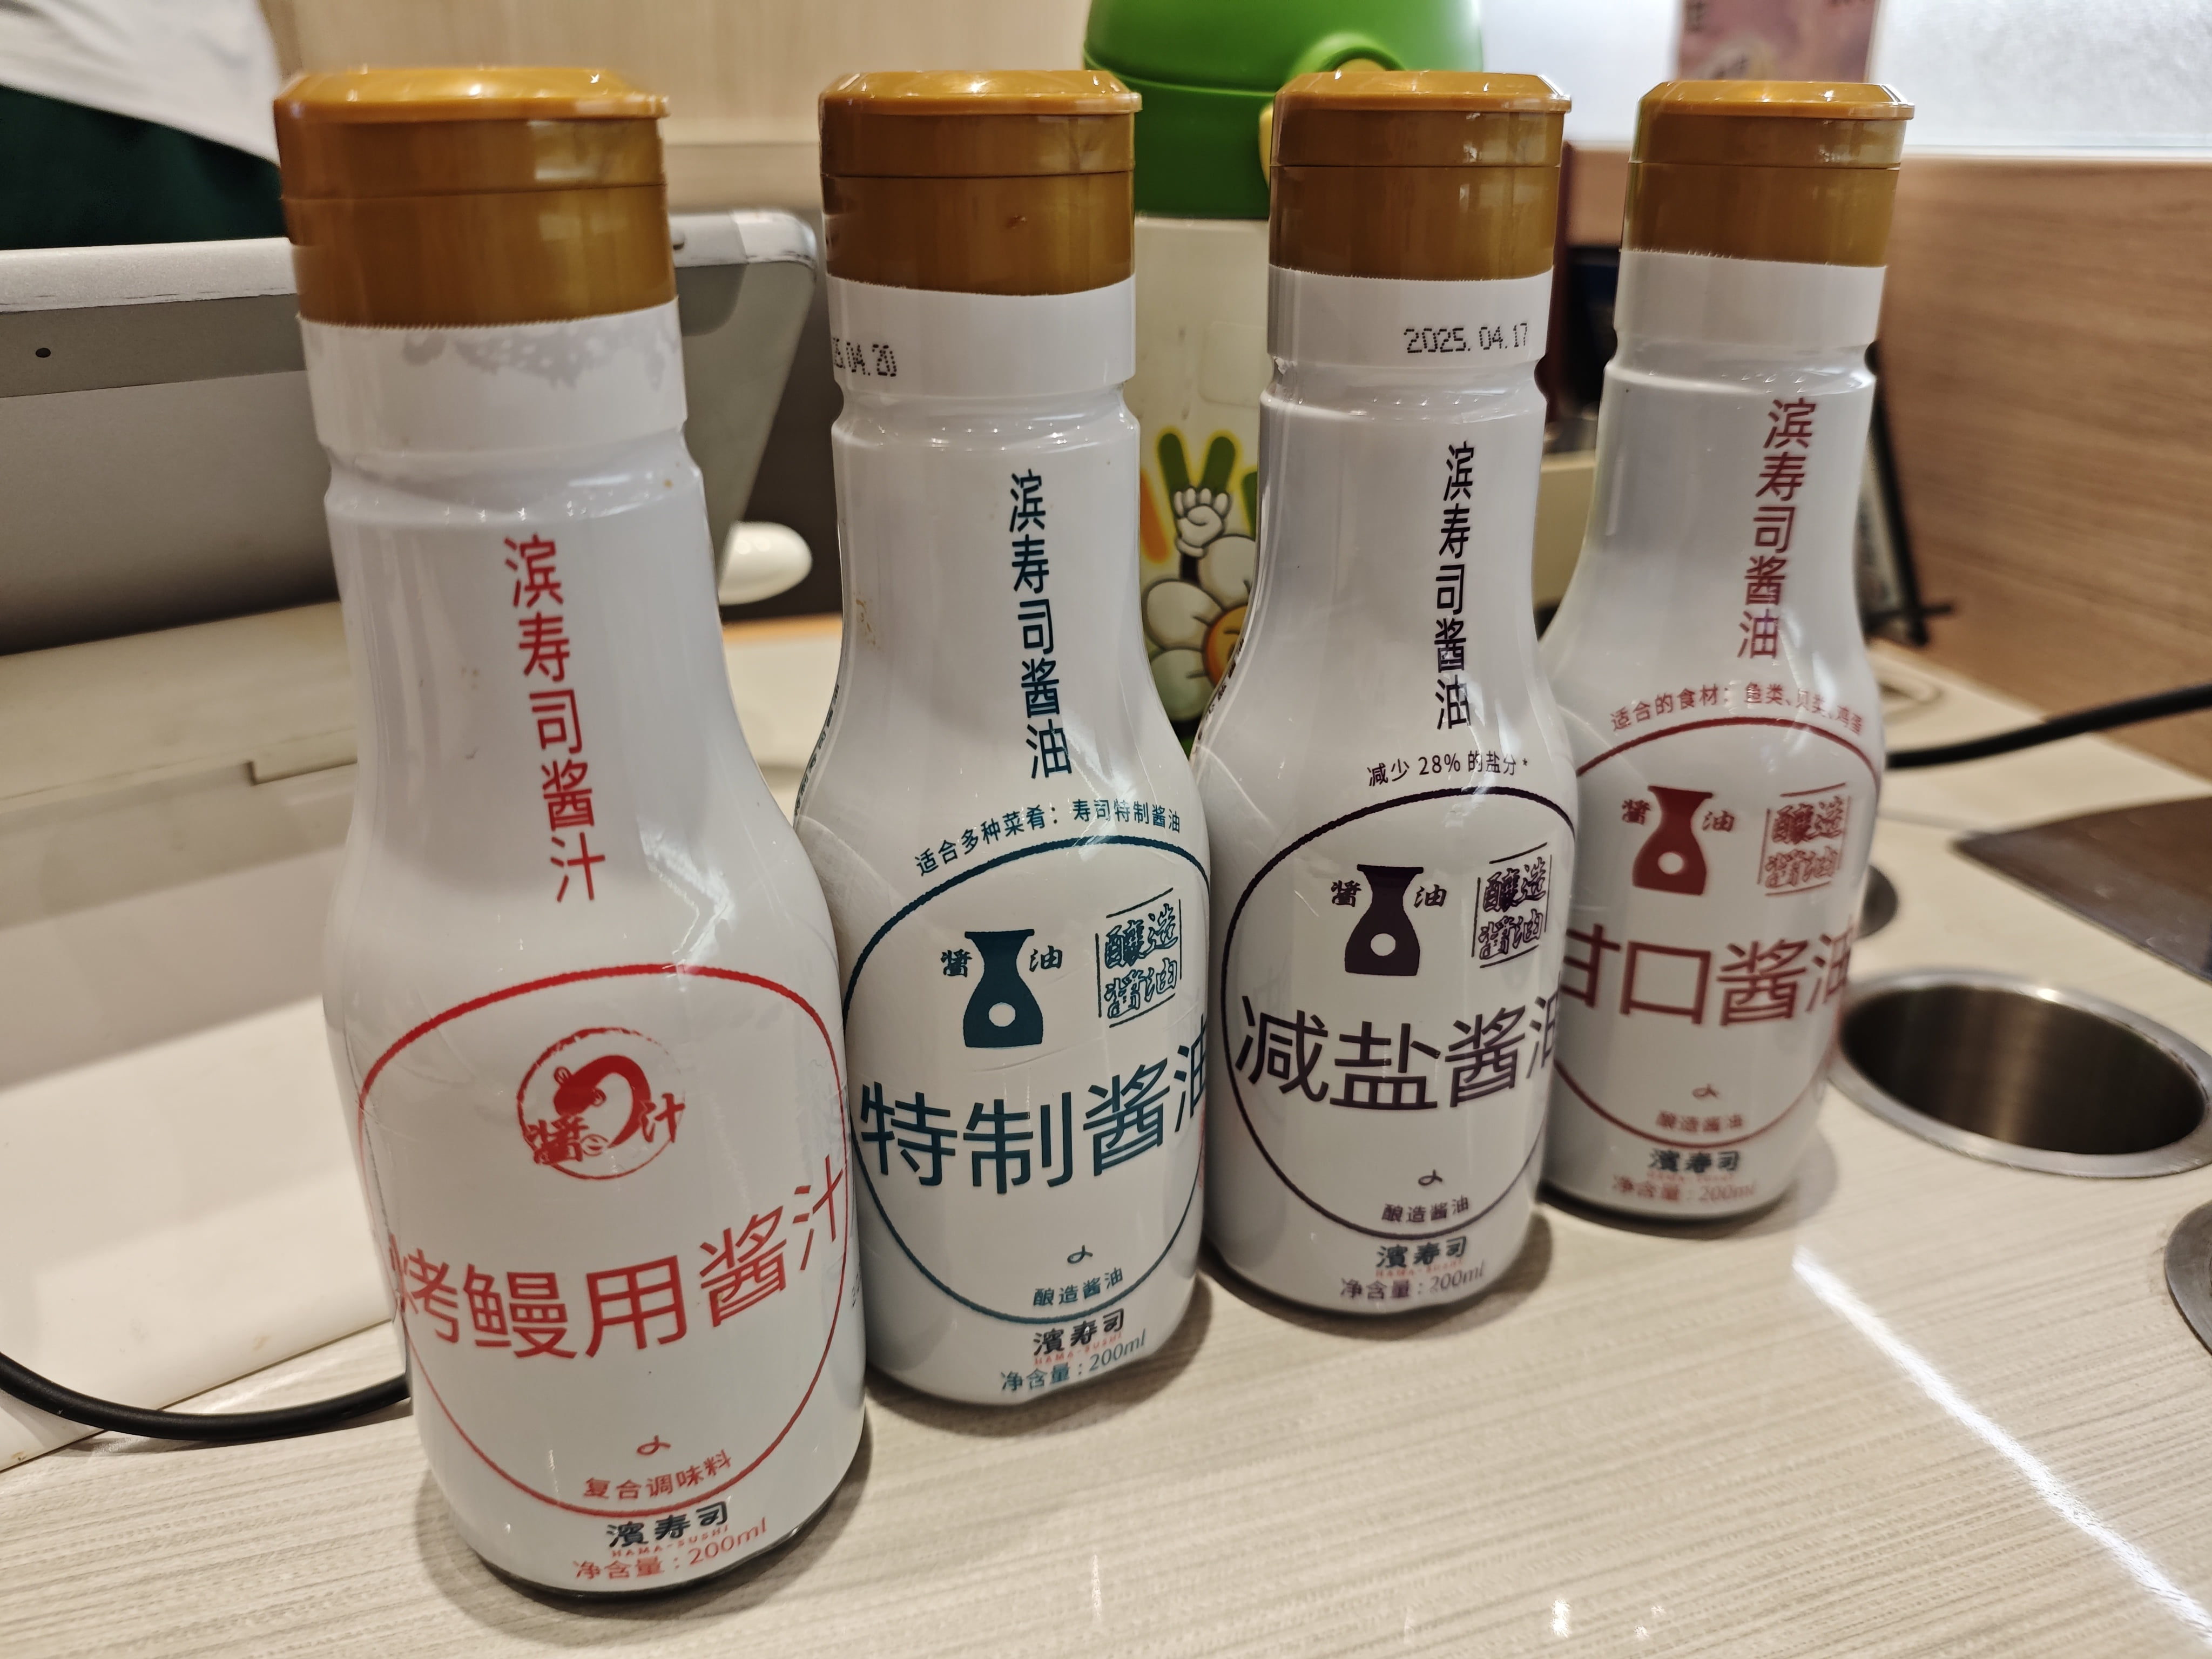 滨寿司酱汁
醬汁
烤鳗用酱汁
复合调味料
濱寿司
HAMA-SUSHI
净含量：200ml
5.04.20
滨寿司酱油
适合多种菜肴：寿司特制酱油
醬油
釀造
醬油
特制酱油
酿造酱油
濱寿司
HAMA-SUSHI
净含量：200ml
2025.04.17
滨寿司酱油
减少 28% 的盐分*
醬油
釀造
醬油
减盐酱油
酿造酱油
濱寿司
HAMA-SUSHI
净含量：200ml
滨寿司酱油
适合的食材：鱼类、贝类、鸡蛋
醬油
釀造
醬油
甘口酱油
酿造酱油
濱寿司
净含量：200ml